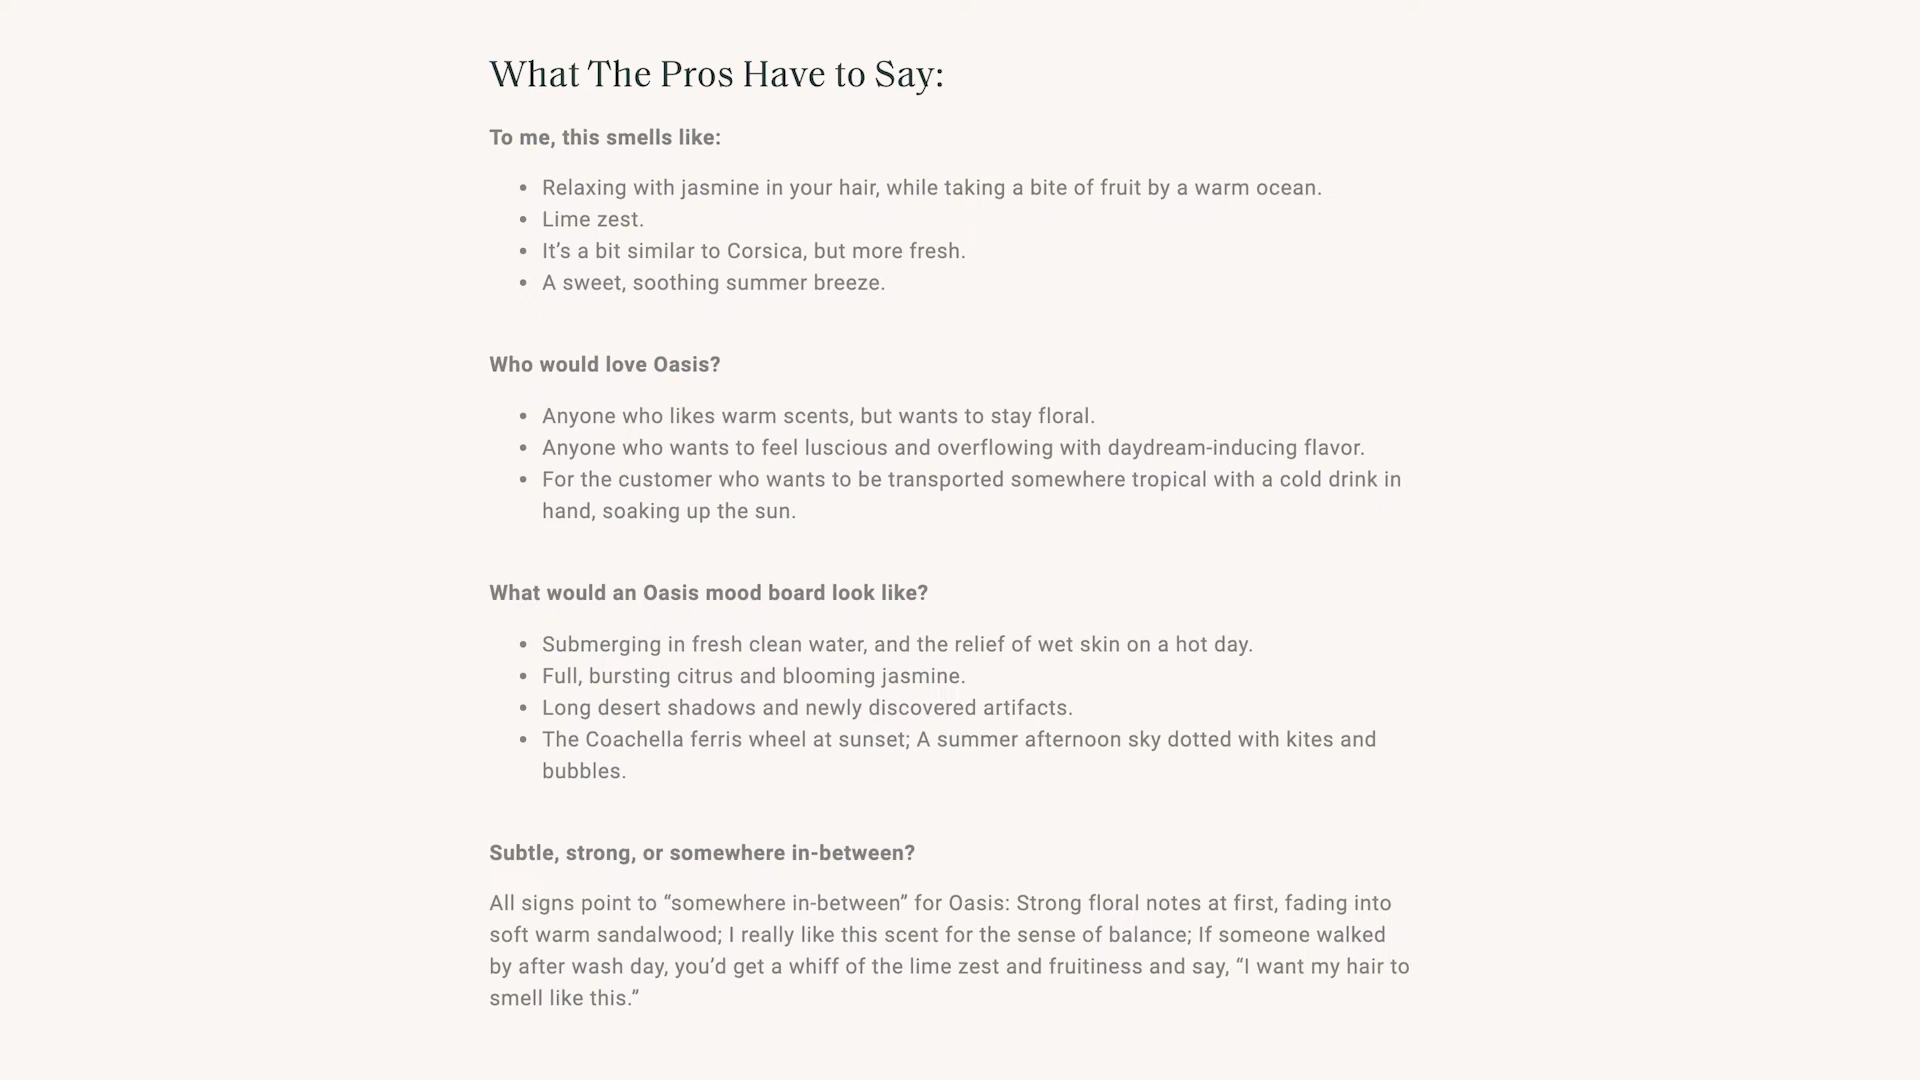 What The Pros Have to Say:
To me, this smells like:
• Relaxing with jasmine in your hair, while taking a bite of fruit by a warm ocean.
• Lime zest.
• It’s a bit similar to Corsica, but more fresh.
• A sweet, soothing summer breeze.
Who would love Oasis?
• Anyone who likes warm scents, but wants to stay floral.
• Anyone who wants to feel luscious and overflowing with daydream-inducing flavor.
• For the customer who wants to be transported somewhere tropical with a cold drink in
hand, soaking up the sun.
What would an Oasis mood board look like?
• Submerging in fresh clean water, and the relief of wet skin on a hot day.
• Full, bursting citrus and blooming jasmine.
• Long desert shadows and newly discovered artifacts.
• The Coachella ferris wheel at sunset; A summer afternoon sky dotted with kites and
bubbles.
Subtle, strong, or somewhere in-between?
All signs point to “somewhere in-between” for Oasis: Strong floral notes at first, fading into
soft warm sandalwood; I really like this scent for the sense of balance; If someone walked
by after wash day, you’d get a whiff of the lime zest and fruitiness and say, “I want my hair to
smell like this.”